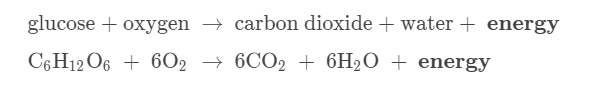 glucose + oxygen → carbon dioxide + water + energy
C₆H₁₂O₆ + 6O₂ → 6CO₂ + 6H₂O + energy